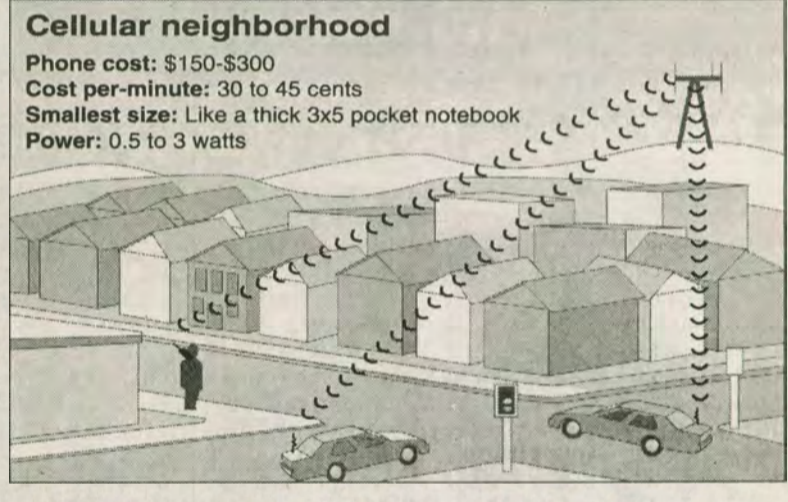 Cellular neighborhood
Phone cost: $150-$300
Cost per-minute: 30 to 45 cents
Smallest size: Like a thick 3x5 pocket notebook
Power: 0.5 to 3 watts